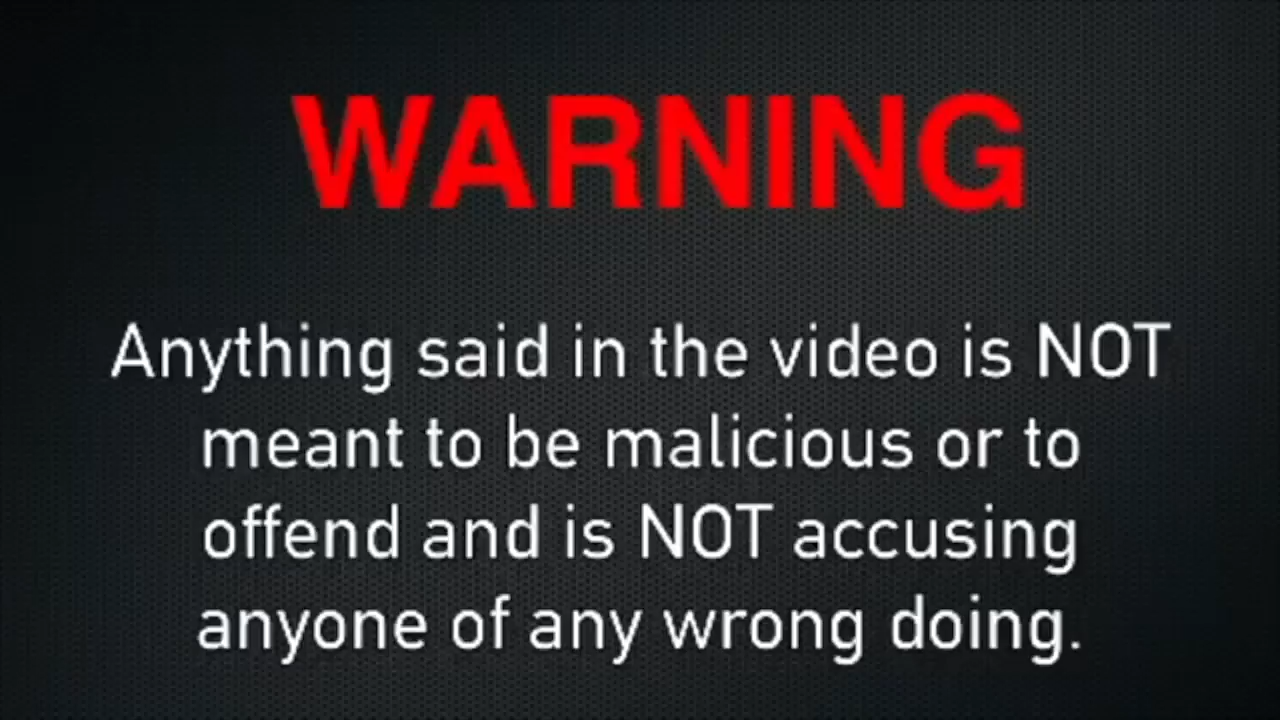 WARNING
Anything said in the video is NOT
meant to be malicious or to
offend and is NOT accusing
anyone of any wrong doing.